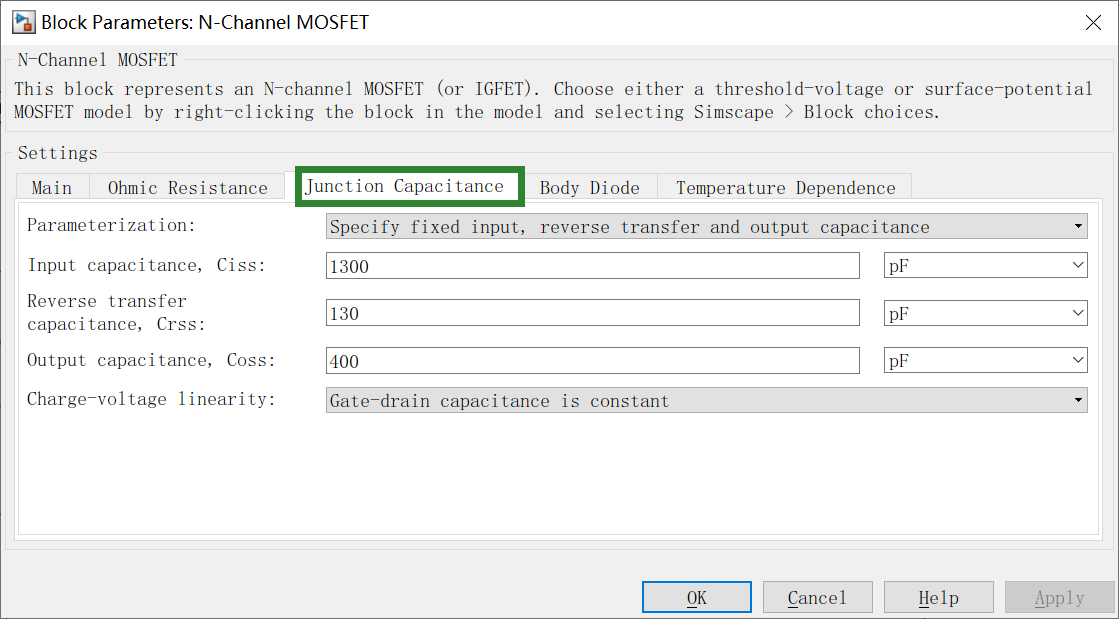 Block Parameters: N-Channel MOSFET
N-Channel MOSFET
This block represents an N-channel MOSFET (or IGFET). Choose either a threshold-voltage or surface-potential
MOSFET model by right-clicking the block in the model and selecting Simscape > Block choices.
Settings
Main Ohmic Resistance Junction Capacitance Body Diode Temperature Dependence
Parameterization: Specify fixed input, reverse transfer and output capacitance
Input capacitance, Ciss: 1300 pF
Reverse transfer
capacitance, Crss: 130 pF
Output capacitance, Coss: 400 pF
Charge-voltage linearity: Gate-drain capacitance is constant
OK Cancel Help Apply